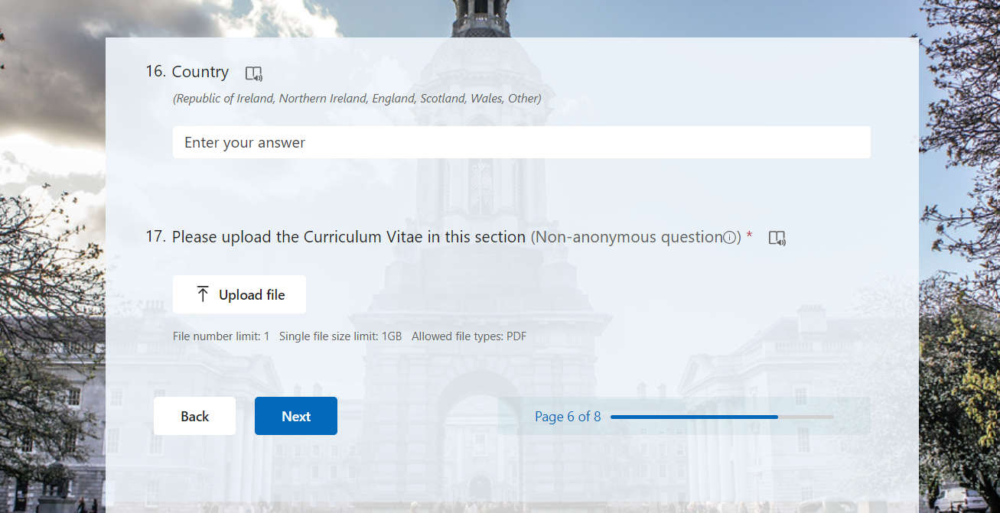 16. Country
(Republic of Ireland, Northern Ireland, England, Scotland, Wales, Other)
Enter your answer
17. Please upload the Curriculum Vitae in this section (Non-anonymous question) *
Upload file
File number limit: 1 Single file size limit: 1GB Allowed file types: PDF
Back Next Page 6 of 8